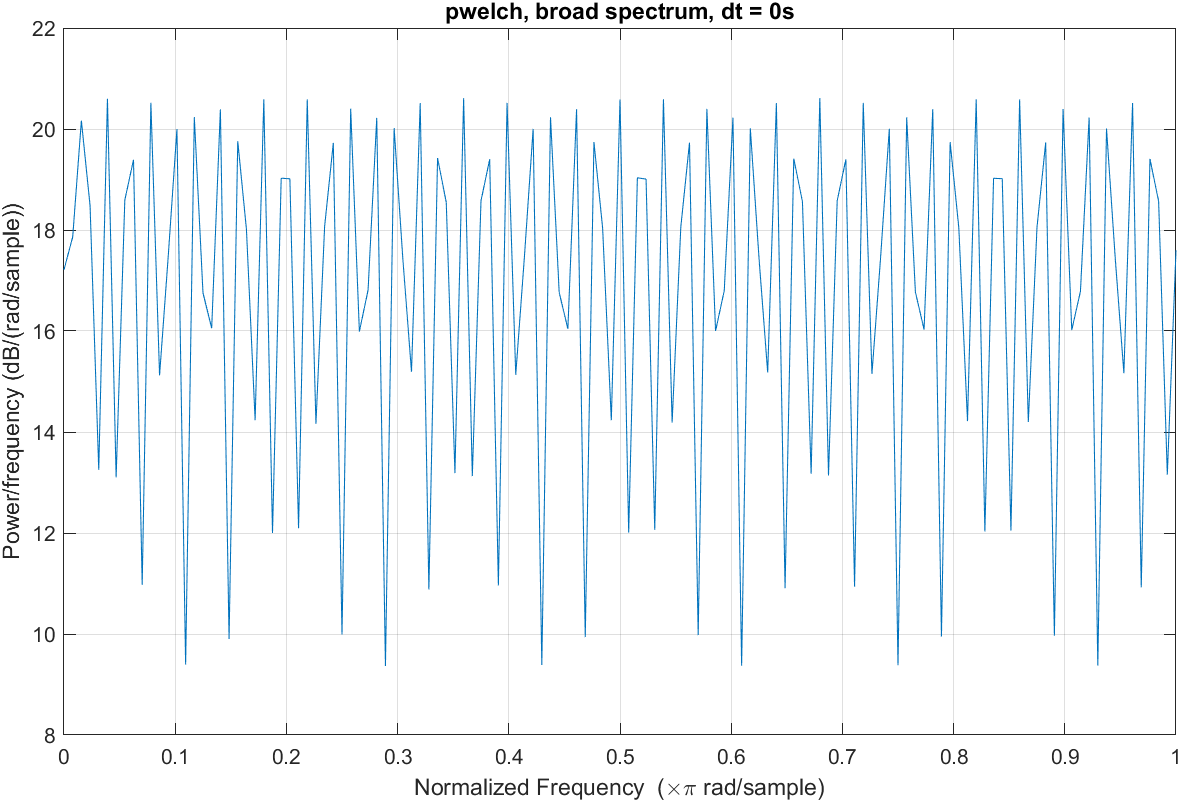 pwelch, broad spectrum, dt = 0s
22
20
18
16
14
12
10
8
Power/frequency (dB/(rad/sample))
0 0.1 0.2 0.3 0.4 0.5 0.6 0.7 0.8 0.9 1
Normalized Frequency (×π rad/sample)